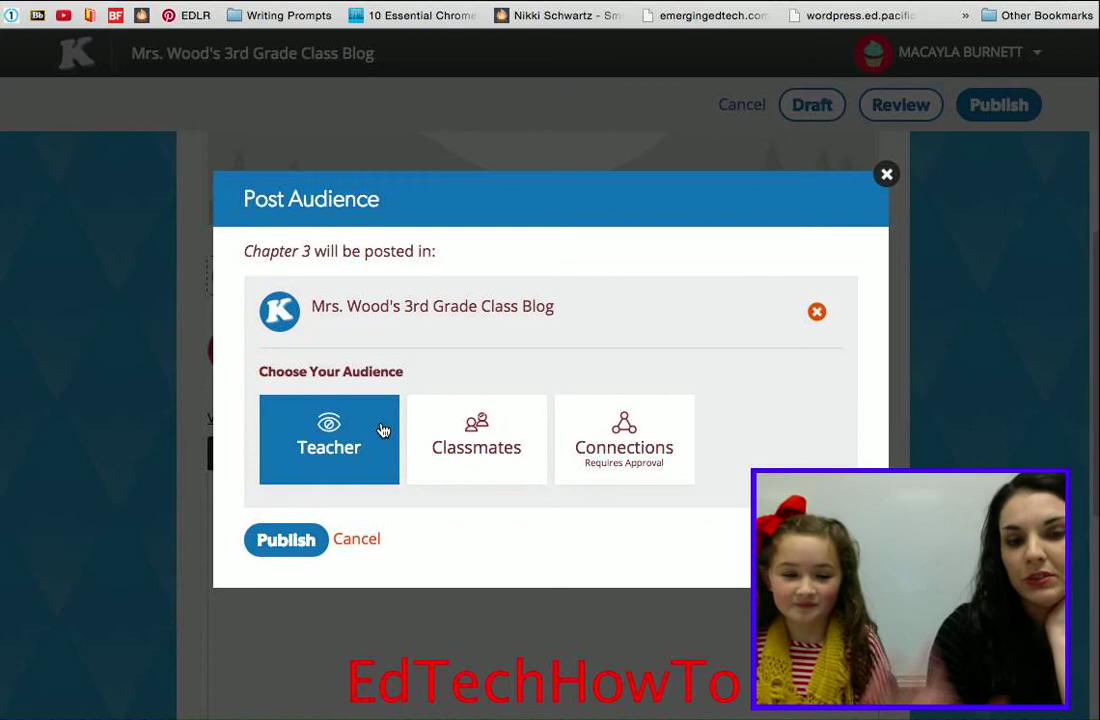 EDLR Writing Prompts 10 Essential Chrome Nikki Schwartz - Sm emergingedtech.com wordpress.ed.pacific » Other Bookmarks
K Mrs. Wood's 3rd Grade Class Blog MACAYLA BURNETT
Cancel Draft Review Publish
Post Audience
Chapter 3 will be posted in:
K Mrs. Wood's 3rd Grade Class Blog
Choose Your Audience
Teacher Classmates Connections
Requires Approval
Publish Cancel
EdTechHowTo